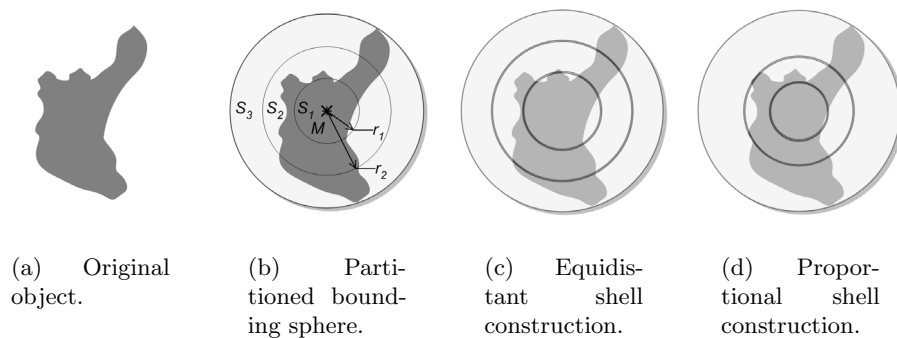 S3 S2 S1
M
r1
r2
(a) Original
object.
(b) Parti-
tioned bound-
ing sphere.
(c) Equidis-
tant shell
construction.
(d) Propor-
tional shell
construction.